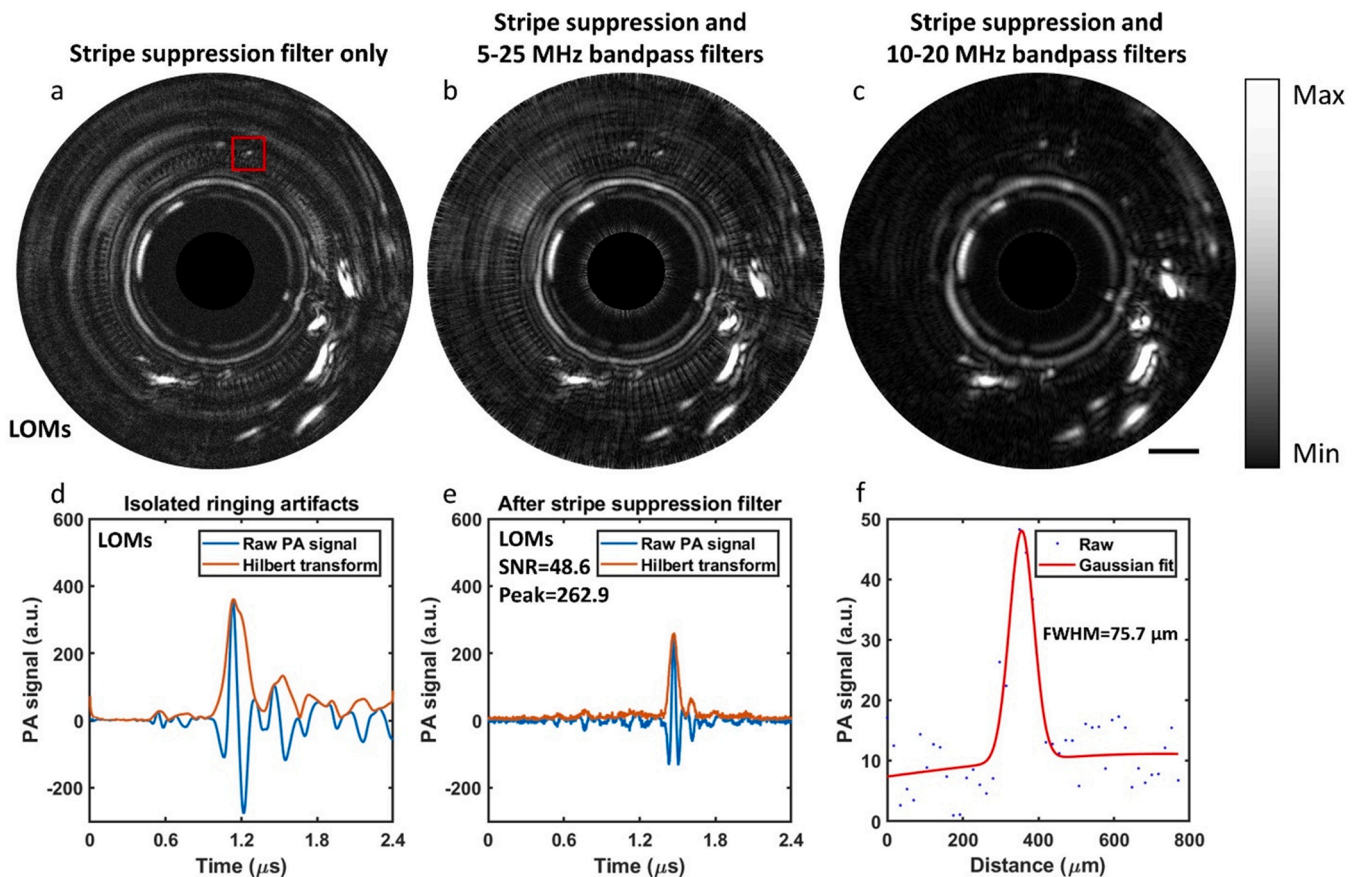 Stripe suppression filter only
Stripe suppression and
5-25 MHz bandpass filters
Stripe suppression and
10-20 MHz bandpass filters
a
b
c
Max
Min
LOMs
d
Isolated ringing artifacts
600
400
200
0
-200
PA signal (a.u.)
LOMs
Raw PA signal
Hilbert transform
0
0.6
1.2
1.8
2.4
Time (μs)
e
After stripe suppression filter
600
400
200
0
-200
PA signal (a.u.)
LOMs
SNR=48.6
Peak=262.9
Raw PA signal
Hilbert transform
0
0.6
1.2
1.8
2.4
Time (μs)
f
50
40
30
20
10
0
PA signal (a.u.)
Raw
Gaussian fit
FWHM=75.7 μm
0
200
400
600
800
Distance (μm)